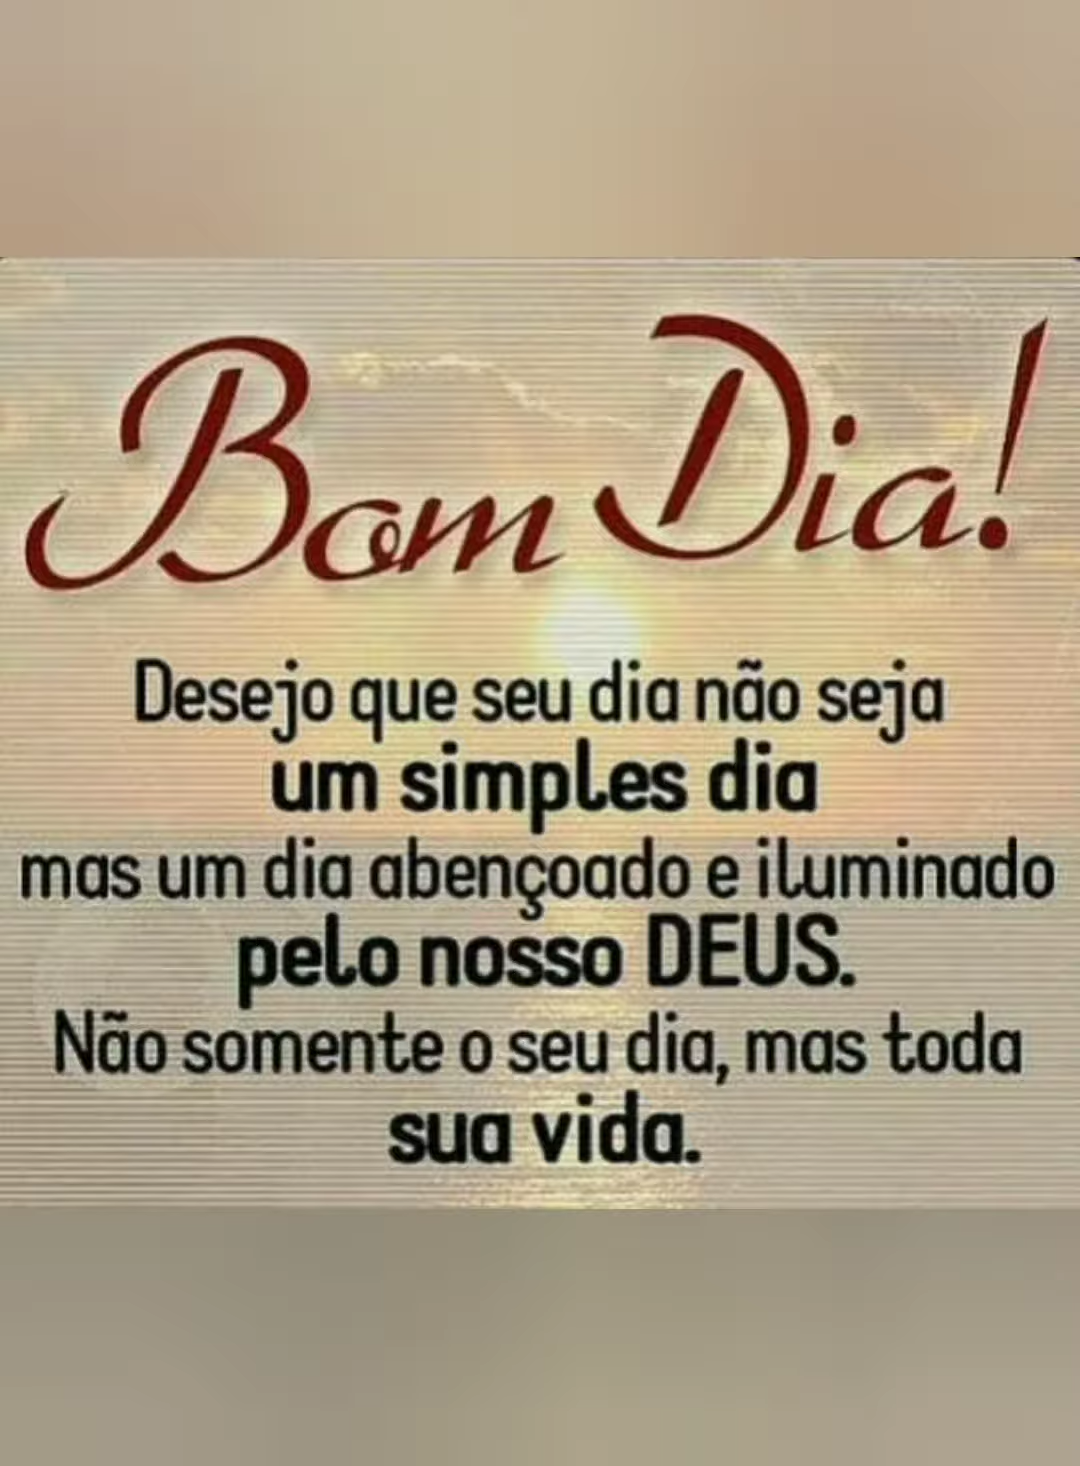 Bom Dia!
Desejo que seu dia não seja
um simples dia
mas um dia abençoado e iluminado
pelo nosso DEUS.
Não somente o seu dia, mas toda
sua vida.